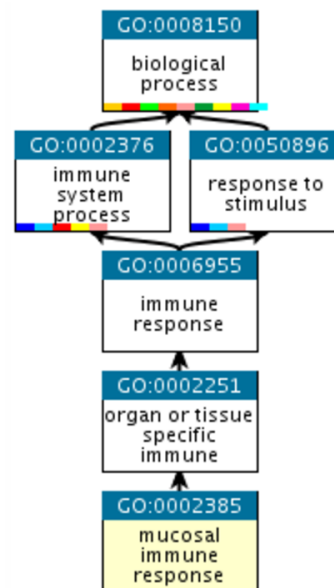 GO:0008150
biological
process
GO:0002376
immune
system
process
GO:0050896
response to
stimulus
GO:0006955
immune
response
GO:0002251
organ or tissue
specific
immune
GO:0002385
mucosal
immune
response